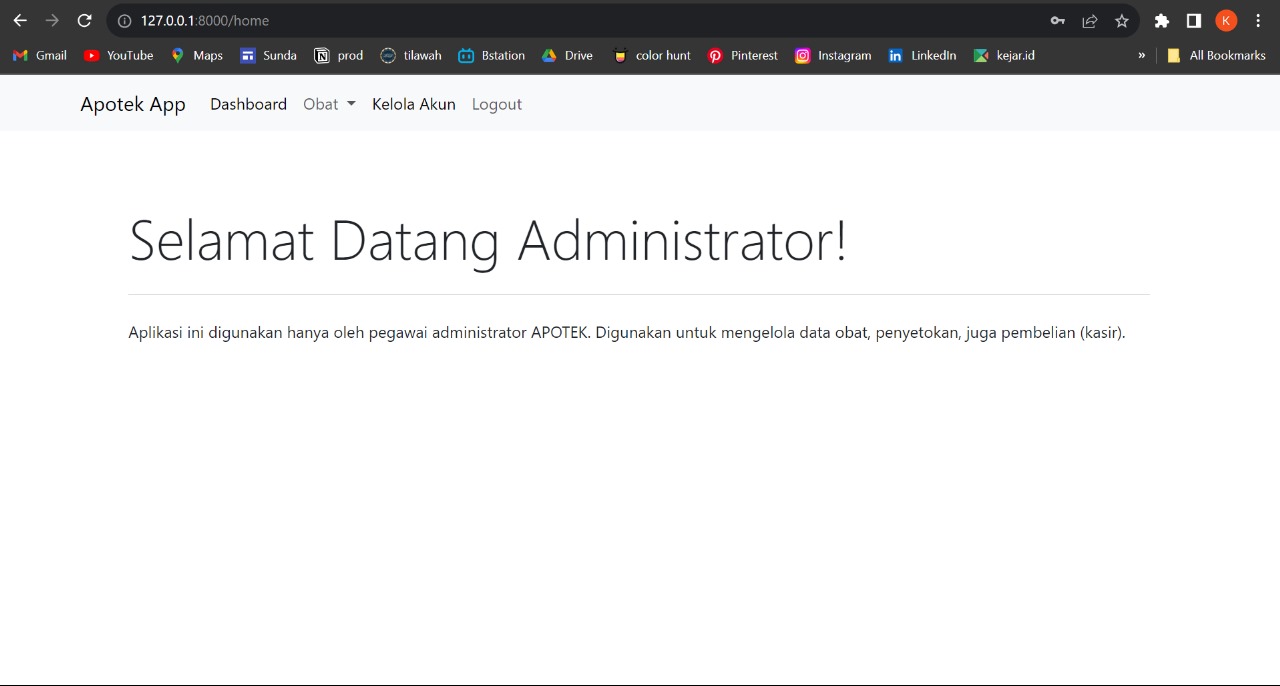 127.0.0.1:8000/home
K
Gmail YouTube Maps Sunda prod tilawah Bstation Drive color hunt Pinterest Instagram LinkedIn kejar.id » All Bookmarks
Apotek App Dashboard Obat Kelola Akun Logout
Selamat Datang Administrator!
Aplikasi ini digunakan hanya oleh pegawai administrator APOTEK. Digunakan untuk mengelola data obat, penyetokan, juga pembelian (kasir).